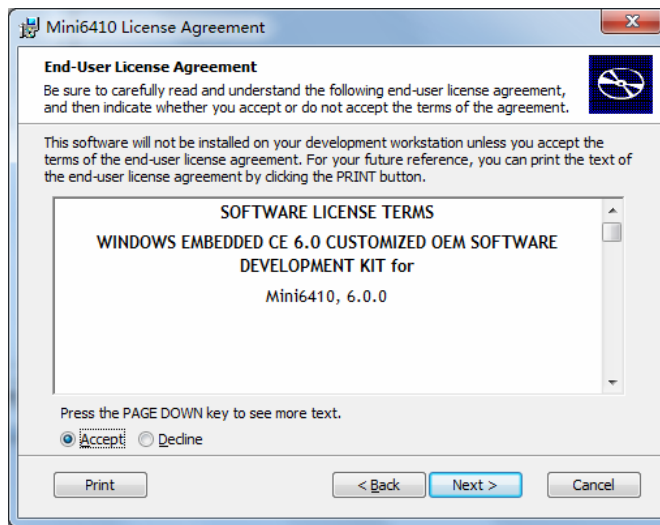 Mini6410 License Agreement
End-User License Agreement
Be sure to carefully read and understand the following end-user license agreement,
and then indicate whether you accept or do not accept the terms of the agreement.
This software will not be installed on your development workstation unless you accept the
terms of the end-user license agreement. For your future reference, you can print the text of
the end-user license agreement by clicking the PRINT button.
SOFTWARE LICENSE TERMS
WINDOWS EMBEDDED CE 6.0 CUSTOMIZED OEM SOFTWARE
DEVELOPMENT KIT for
Mini6410, 6.0.0
Press the PAGE DOWN key to see more text.
Accept Decline
Print < Back Next > Cancel